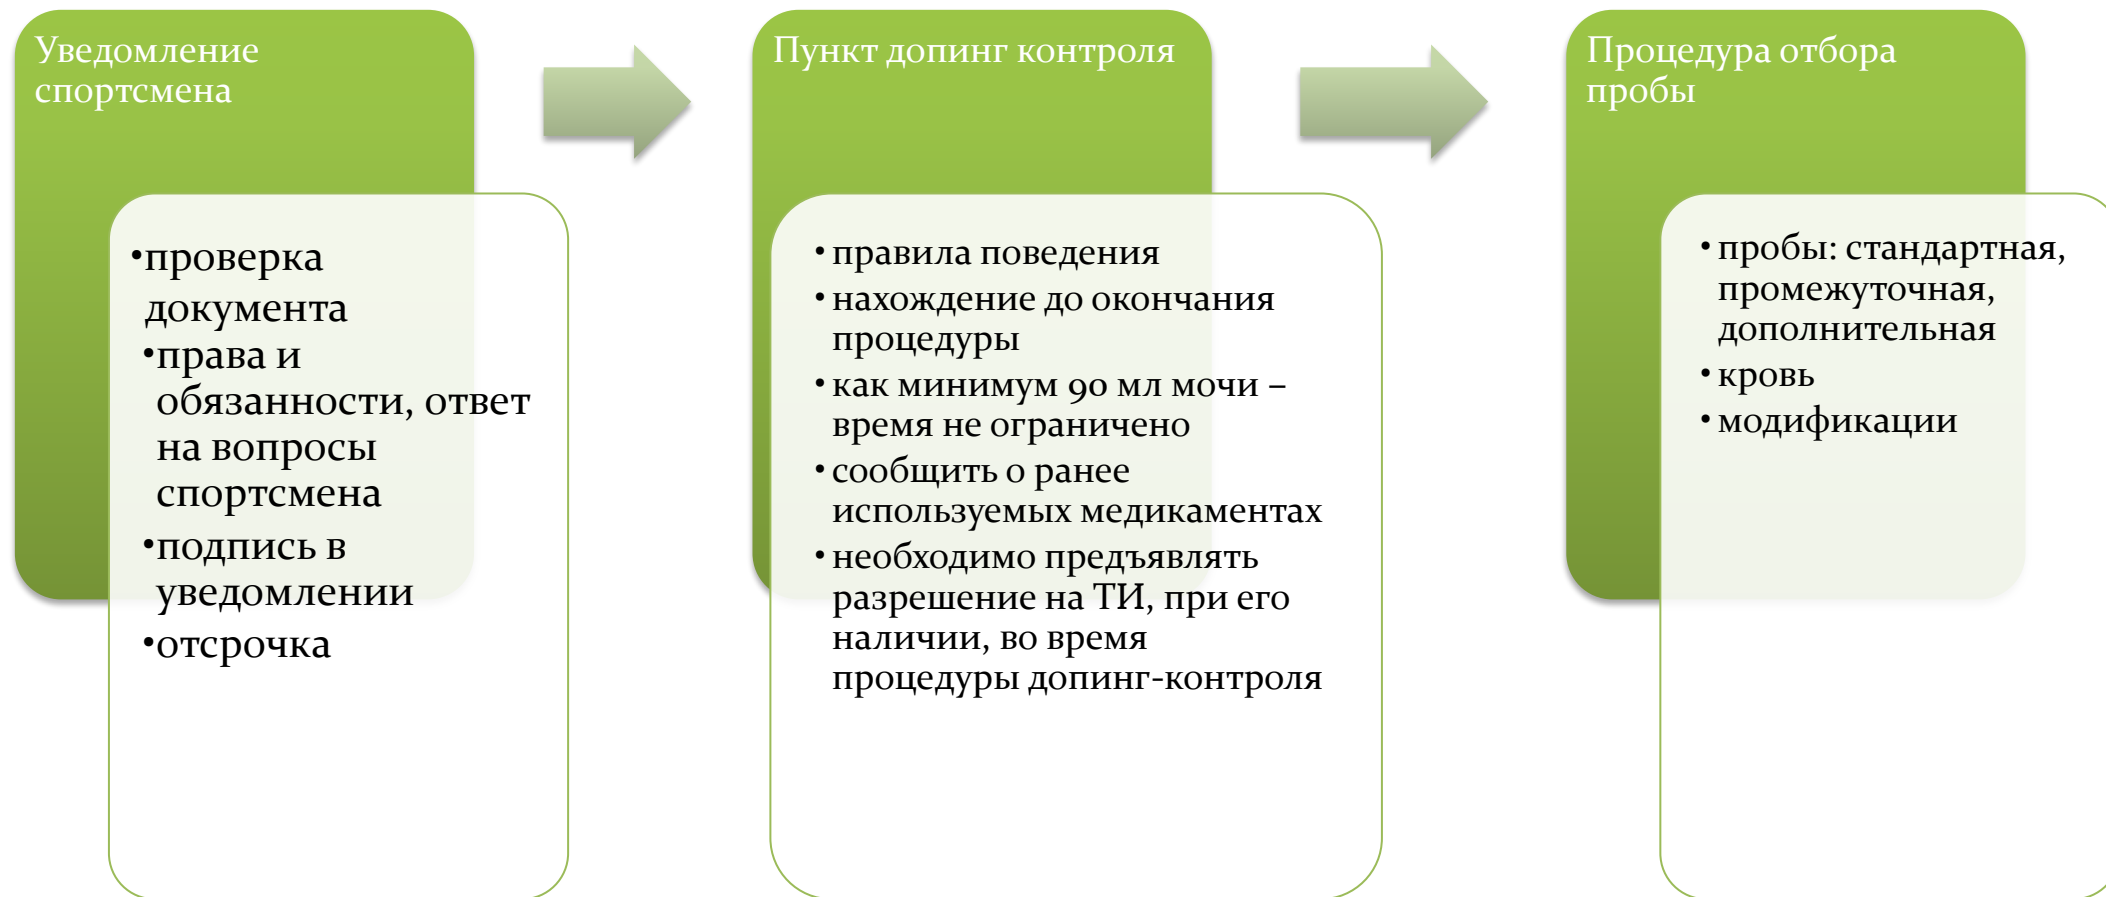 Уведомление
спортсмена
•проверка
документа
•права и
обязанности, ответ
на вопросы
спортсмена
•подпись в
уведомлении
•отсрочка
Пункт допинг контроля
•правила поведения
•нахождение до окончания
процедуры
•как минимум 90 мл мочи –
время не ограничено
•сообщить о ранее
используемых медикаментах
•необходимо предъявлять
разрешение на ТИ, при его
наличии, во время
процедуры допинг-контроля
Процедура отбора
пробы
•пробы: стандартная,
промежуточная,
дополнительная
•кровь
•модификации